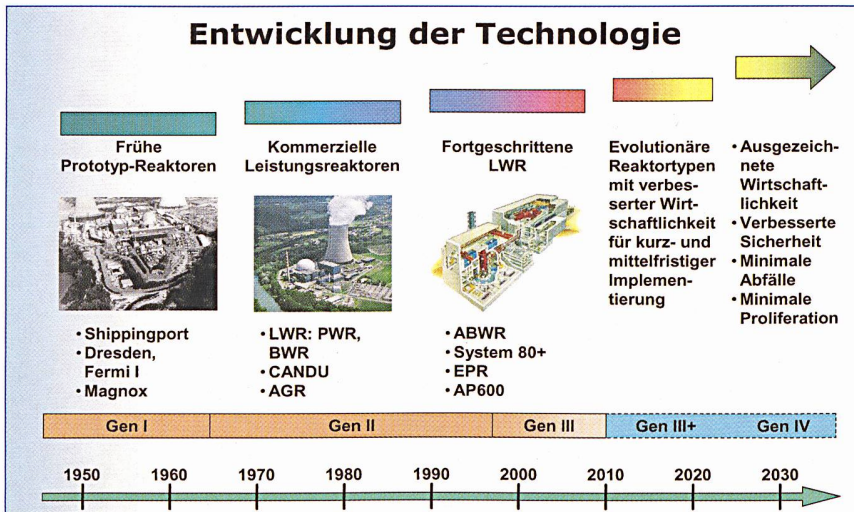 Entwicklung der Technologie
Frühe
Prototyp-Reaktoren
• Shippingport
• Dresden,
Fermi I
• Magnox
Kommerzielle
Leistungsreaktoren
• LWR: PWR,
BWR
• CANDU
• AGR
Fortgeschrittene
LWR
• ABWR
• System 80+
• EPR
• AP600
Evolutionäre
Reaktortypen
mit verbes-
serter Wirt-
schaftlichkeit
für kurz- und
mittelfristiger
Implemen-
tierung
• Ausgezeich-
nete
Wirtschaft-
lichkeit
• Verbesserte
Sicherheit
• Minimale
Abfälle
• Minimale
Proliferation
Gen I Gen II Gen III Gen III+ Gen IV
1950 1960 1970 1980 1990 2000 2010 2020 2030